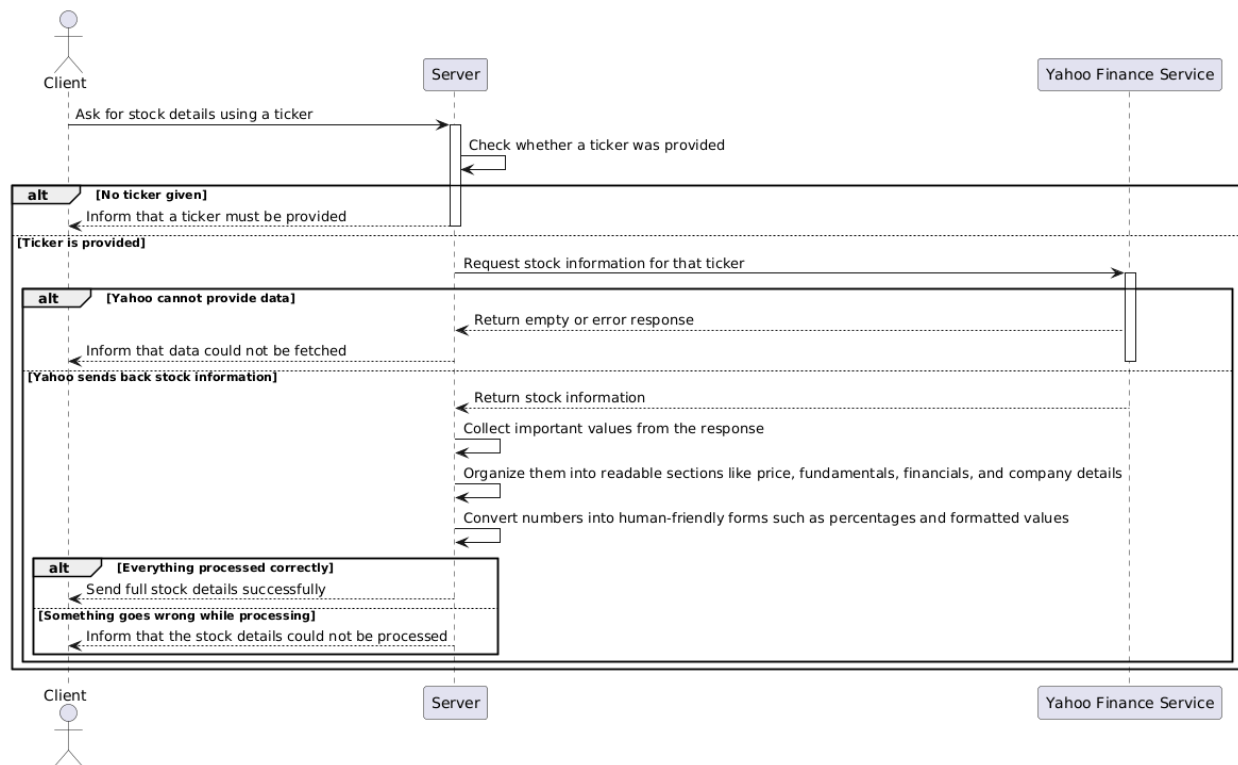 Client
Server
Yahoo Finance Service
Ask for stock details using a ticker
Check whether a ticker was provided
alt [No ticker given]
Inform that a ticker must be provided
[Ticker is provided]
Request stock information for that ticker
alt [Yahoo cannot provide data]
Return empty or error response
Inform that data could not be fetched
[Yahoo sends back stock information]
Return stock information
Collect important values from the response
Organize them into readable sections like price, fundamentals, financials, and company details
Convert numbers into human-friendly forms such as percentages and formatted values
alt [Everything processed correctly]
Send full stock details successfully
[Something goes wrong while processing]
Inform that the stock details could not be processed
Client
Server
Yahoo Finance Service